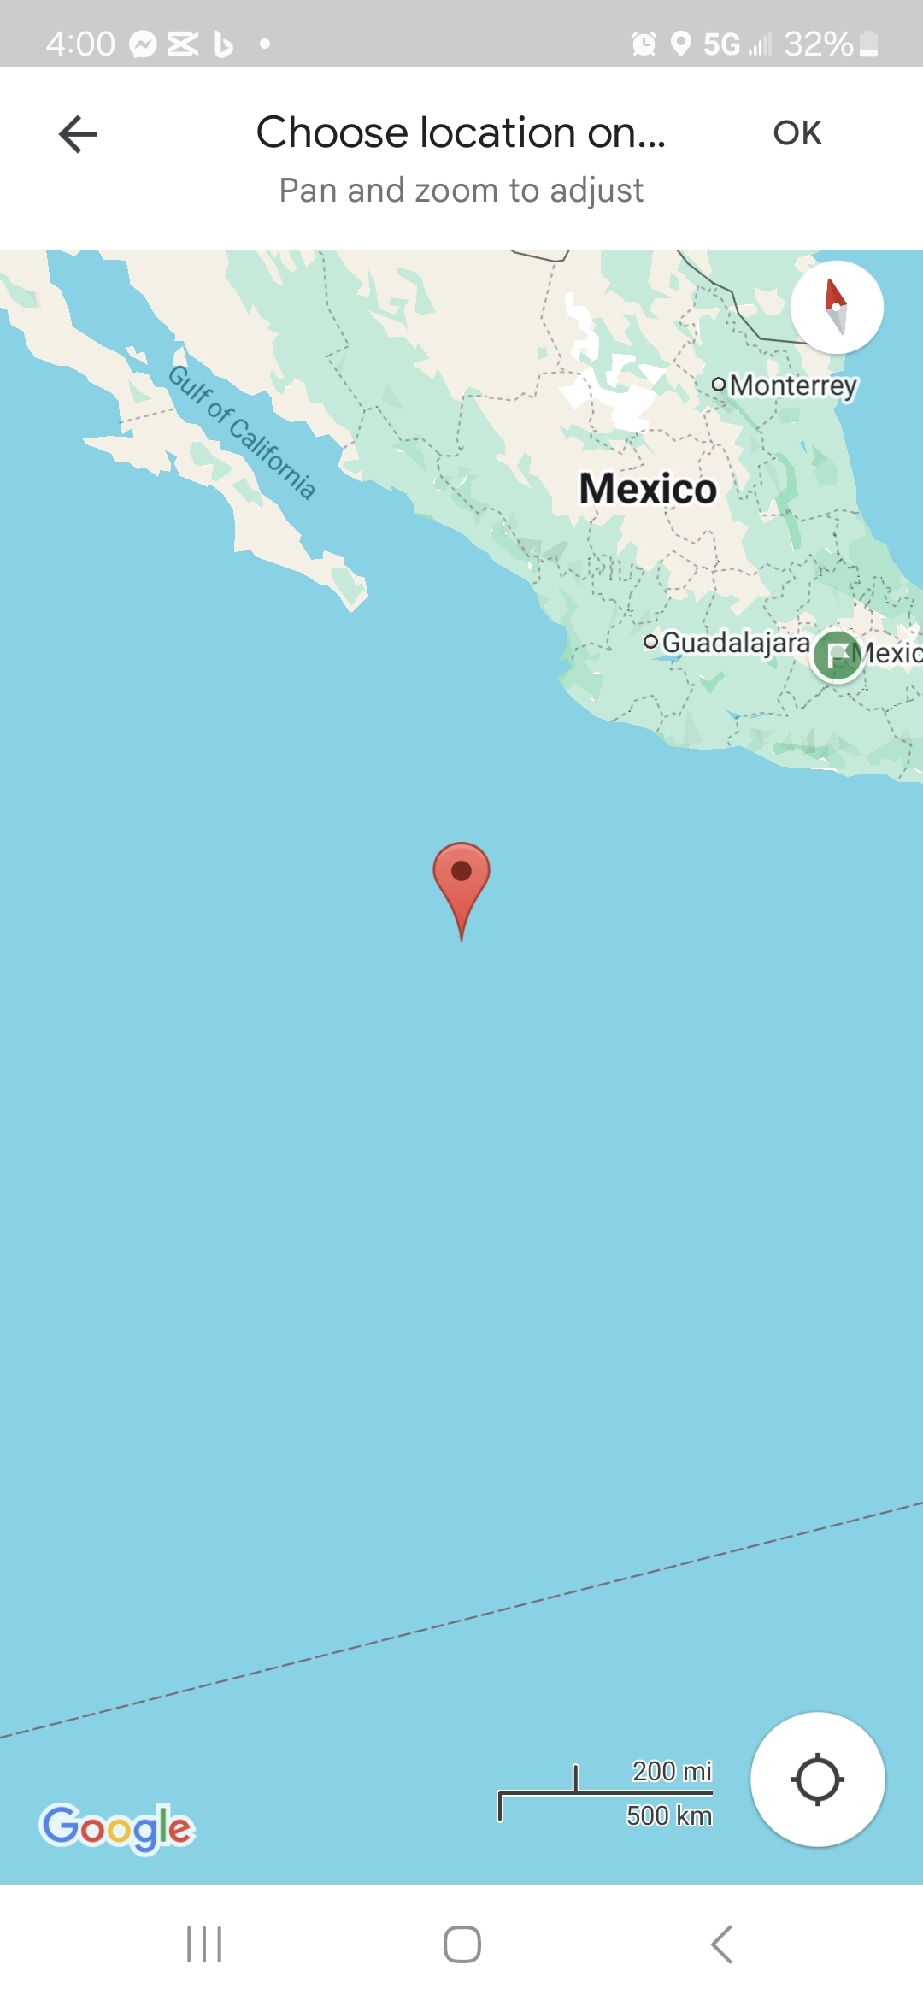 4:00 5G 32%
Choose location on... OK
Pan and zoom to adjust
Monterrey
Gulf of California
Mexico
Guadalajara
Mexic
200 mi
500 km
Google